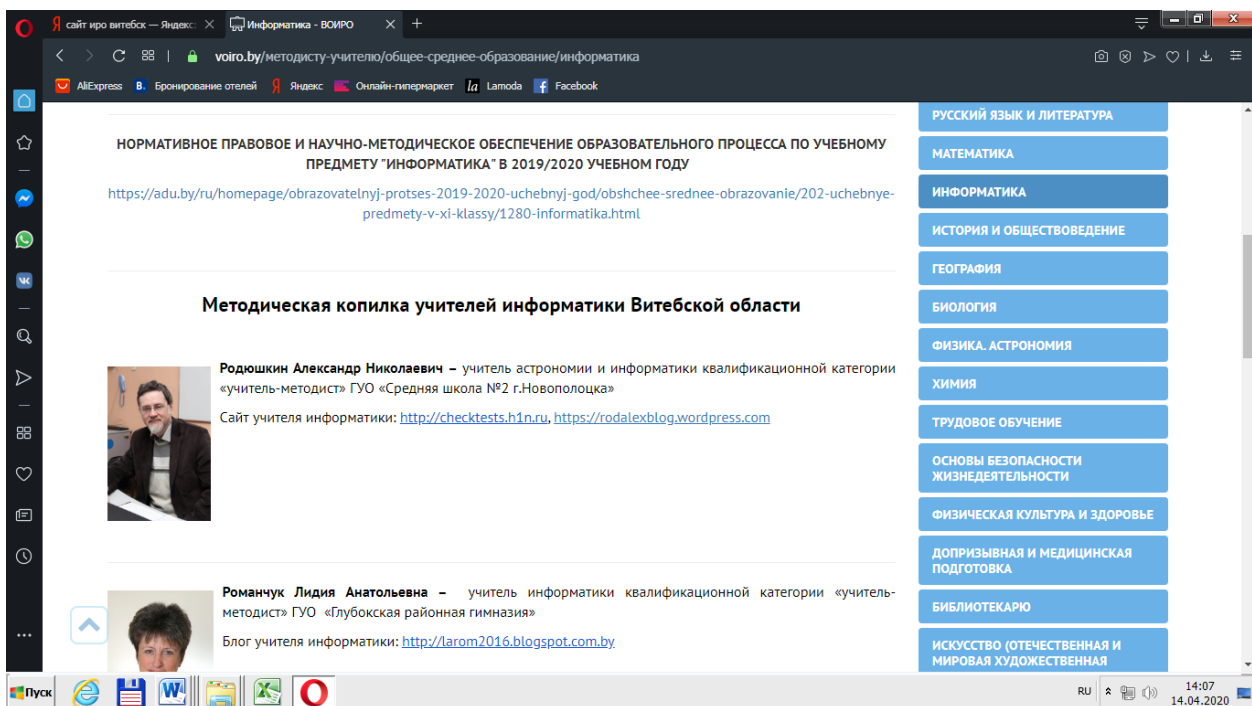 сайт иро витебск — Яндекс:
Информатика - ВОИРО
voiro.by/методисту-учителю/общее-среднее-образование/информатика
AliExpress
B. Бронирование отелей
Я Яндекс
Онлайн-гипермаркет
la Lamoda
Facebook
НОРМАТИВНОЕ ПРАВОВОЕ И НАУЧНО-МЕТОДИЧЕСКОЕ ОБЕСПЕЧЕНИЕ ОБРАЗОВАТЕЛЬНОГО ПРОЦЕССА ПО УЧЕБНОМУ
ПРЕДМЕТУ "ИНФОРМАТИКА" В 2019/2020 УЧЕБНОМ ГОДУ
https://adu.by/ru/homepage/obrazovatelnyj-protses-2019-2020-uchebnyj-god/obshchee-srednee-obrazovanie/202-uchebnye-
predmety-v-xi-klassy/1280-informatika.html
Методическая копилка учителей информатики Витебской области
Родюшкин Александр Николаевич – учитель астрономии и информатики квалификационной категории
«учитель-методист» ГУО «Средняя школа №2 г.Новополоцка»
Сайт учителя информатики: http://checktests.h1n.ru, https://rodalexblog.wordpress.com
Романчук Лидия Анатольевна – учитель информатики квалификационной категории «учитель-
методист» ГУО «Глубокская районная гимназия»
Блог учителя информатики: http://larom2016.blogspot.com.by
РУССКИЙ ЯЗЫК И ЛИТЕРАТУРА
МАТЕМАТИКА
ИНФОРМАТИКА
ИСТОРИЯ И ОБЩЕСТВОВЕДЕНИЕ
ГЕОГРАФИЯ
БИОЛОГИЯ
ФИЗИКА. АСТРОНОМИЯ
ХИМИЯ
ТРУДОВОЕ ОБУЧЕНИЕ
ОСНОВЫ БЕЗОПАСНОСТИ
ЖИЗНЕДЕЯТЕЛЬНОСТИ
ФИЗИЧЕСКАЯ КУЛЬТУРА И ЗДОРОВЬЕ
ДОПРИЗЫВНАЯ И МЕДИЦИНСКАЯ
ПОДГОТОВКА
БИБЛИОТЕКАРЮ
ИСКУССТВО (ОТЕЧЕСТВЕННАЯ И
МИРОВАЯ ХУДОЖЕСТВЕННАЯ
Пуск
RU
14:07
14.04.2020